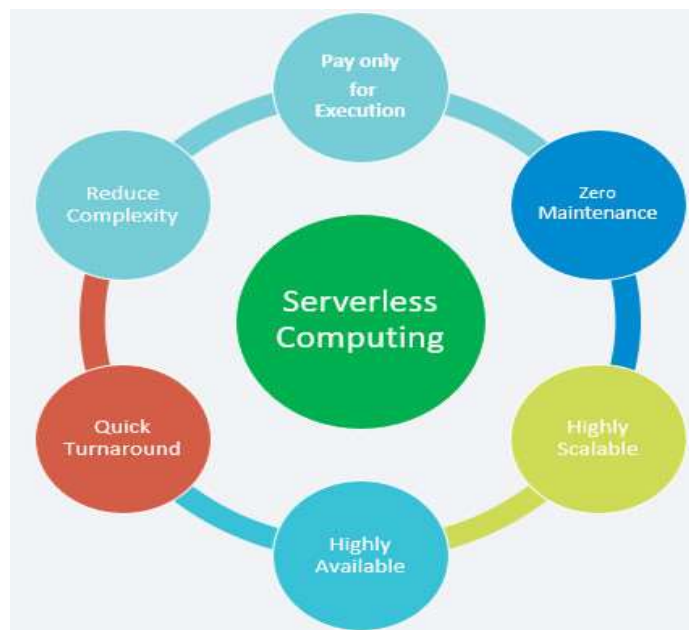 Pay only
for
Execution
Zero
Maintenance
Highly
Scalable
Highly
Available
Quick
Turnaround
Reduce
Complexity
Serverless
Computing